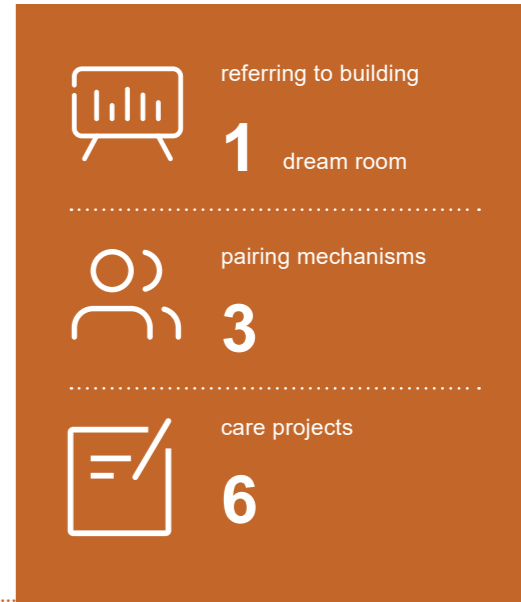 referring to building
1 dream room
pairing mechanisms
3
care projects
6